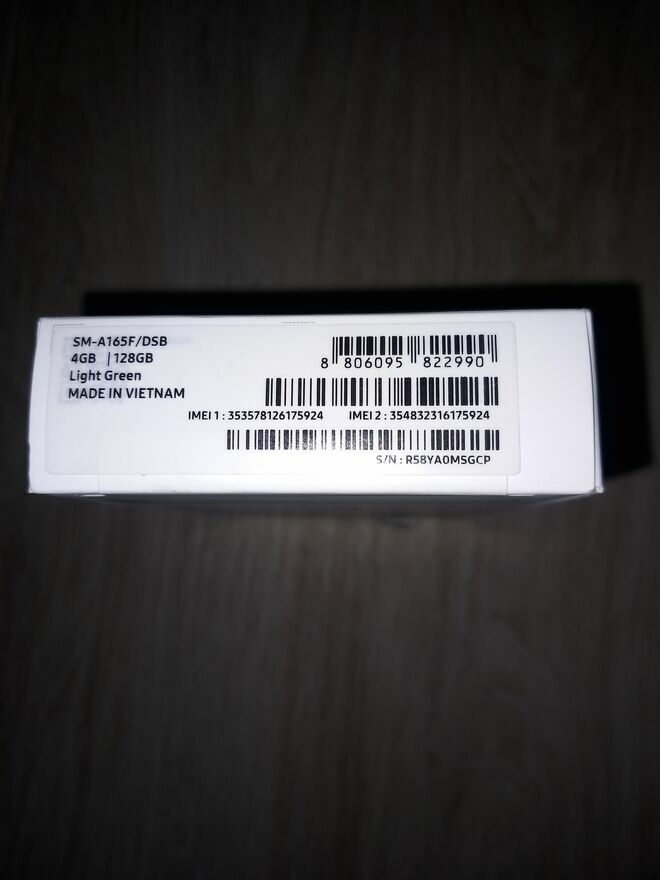 SM-A165F/DSB
4GB | 128GB
Light Green
MADE IN VIETNAM
8 806095 822990
IMEI 1 : 353578126175924 IMEI 2 : 354832316175924
S/N : R58YA0MSGCP